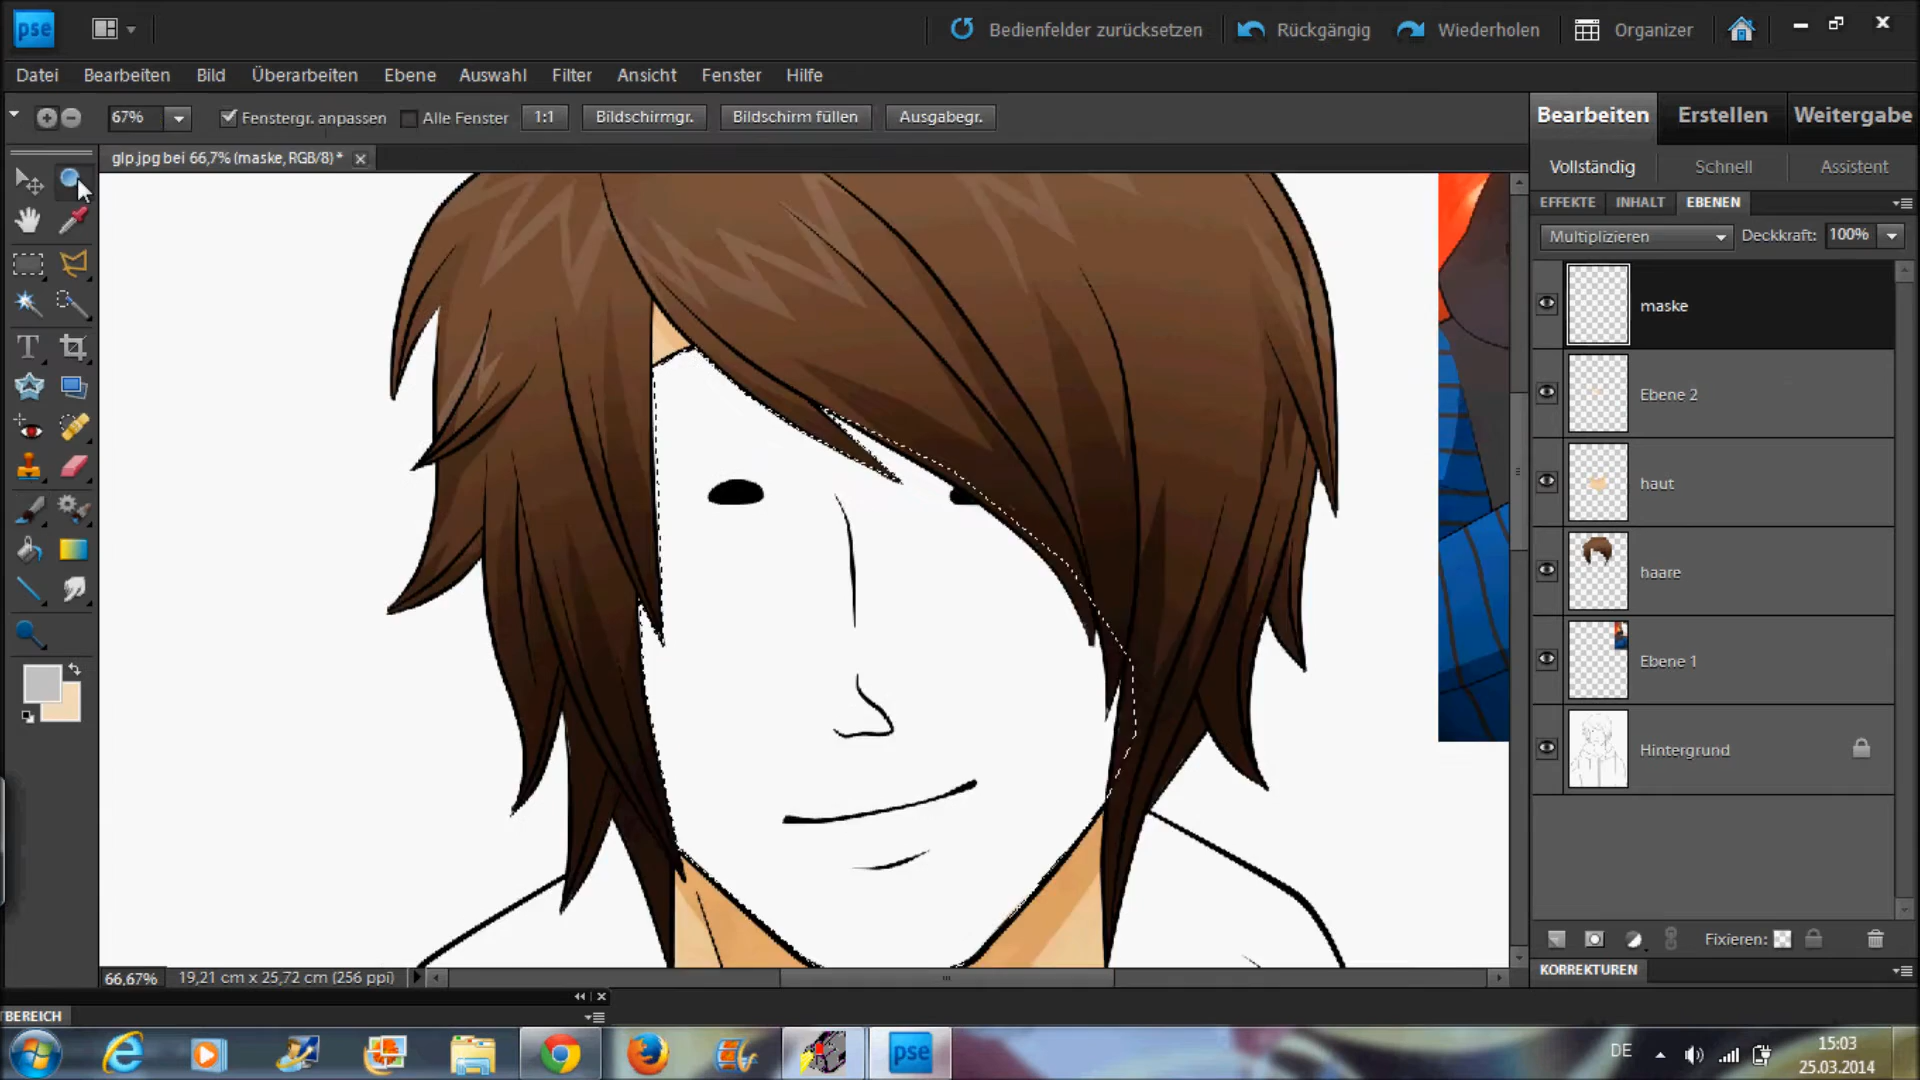 pse
Bedienfelder zurücksetzen Rückgängig Wiederholen Organizer
Datei Bearbeiten Bild Überarbeiten Ebene Auswahl Filter Ansicht Fenster Hilfe
67% Fenstergr. anpassen Alle Fenster 1:1 Bildschirmgr. Bildschirm füllen Ausgabegr.
Bearbeiten Erstellen Weitergabe
glp.jpg bei 66,7% (maske, RGB/8) *
Vollständig Schnell Assistent
EFFEKTE INHALT EBENEN
Multiplizieren Deckkraft: 100%
maske
Ebene 2
haut
haare
Ebene 1
Hintergrund
Fixieren:
KORREKTUREN
66,67% 19,21 cm x 25,72 cm (256 ppi)
TBEREICH
pse
DE
15:03
25.03.2014